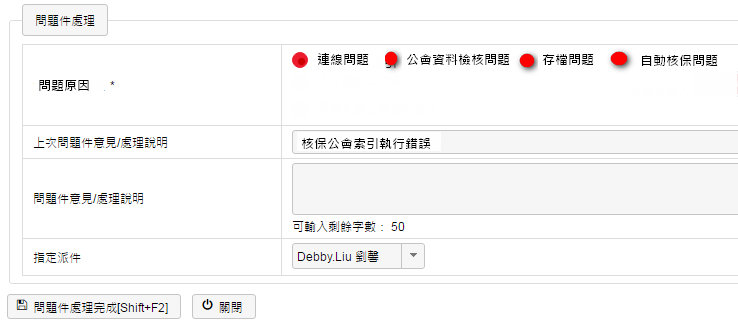 問題件處理
連線問題 公會資料檢核問題 存檔問題 自動核保問題
問題原因 *
上次問題件意見/處理說明 核保公會索引執行錯誤
問題件意見/處理說明
可輸入剩餘字數： 50
指定派件 Debby.Liu 劉馨
問題件處理完成[Shift+F2] 關閉